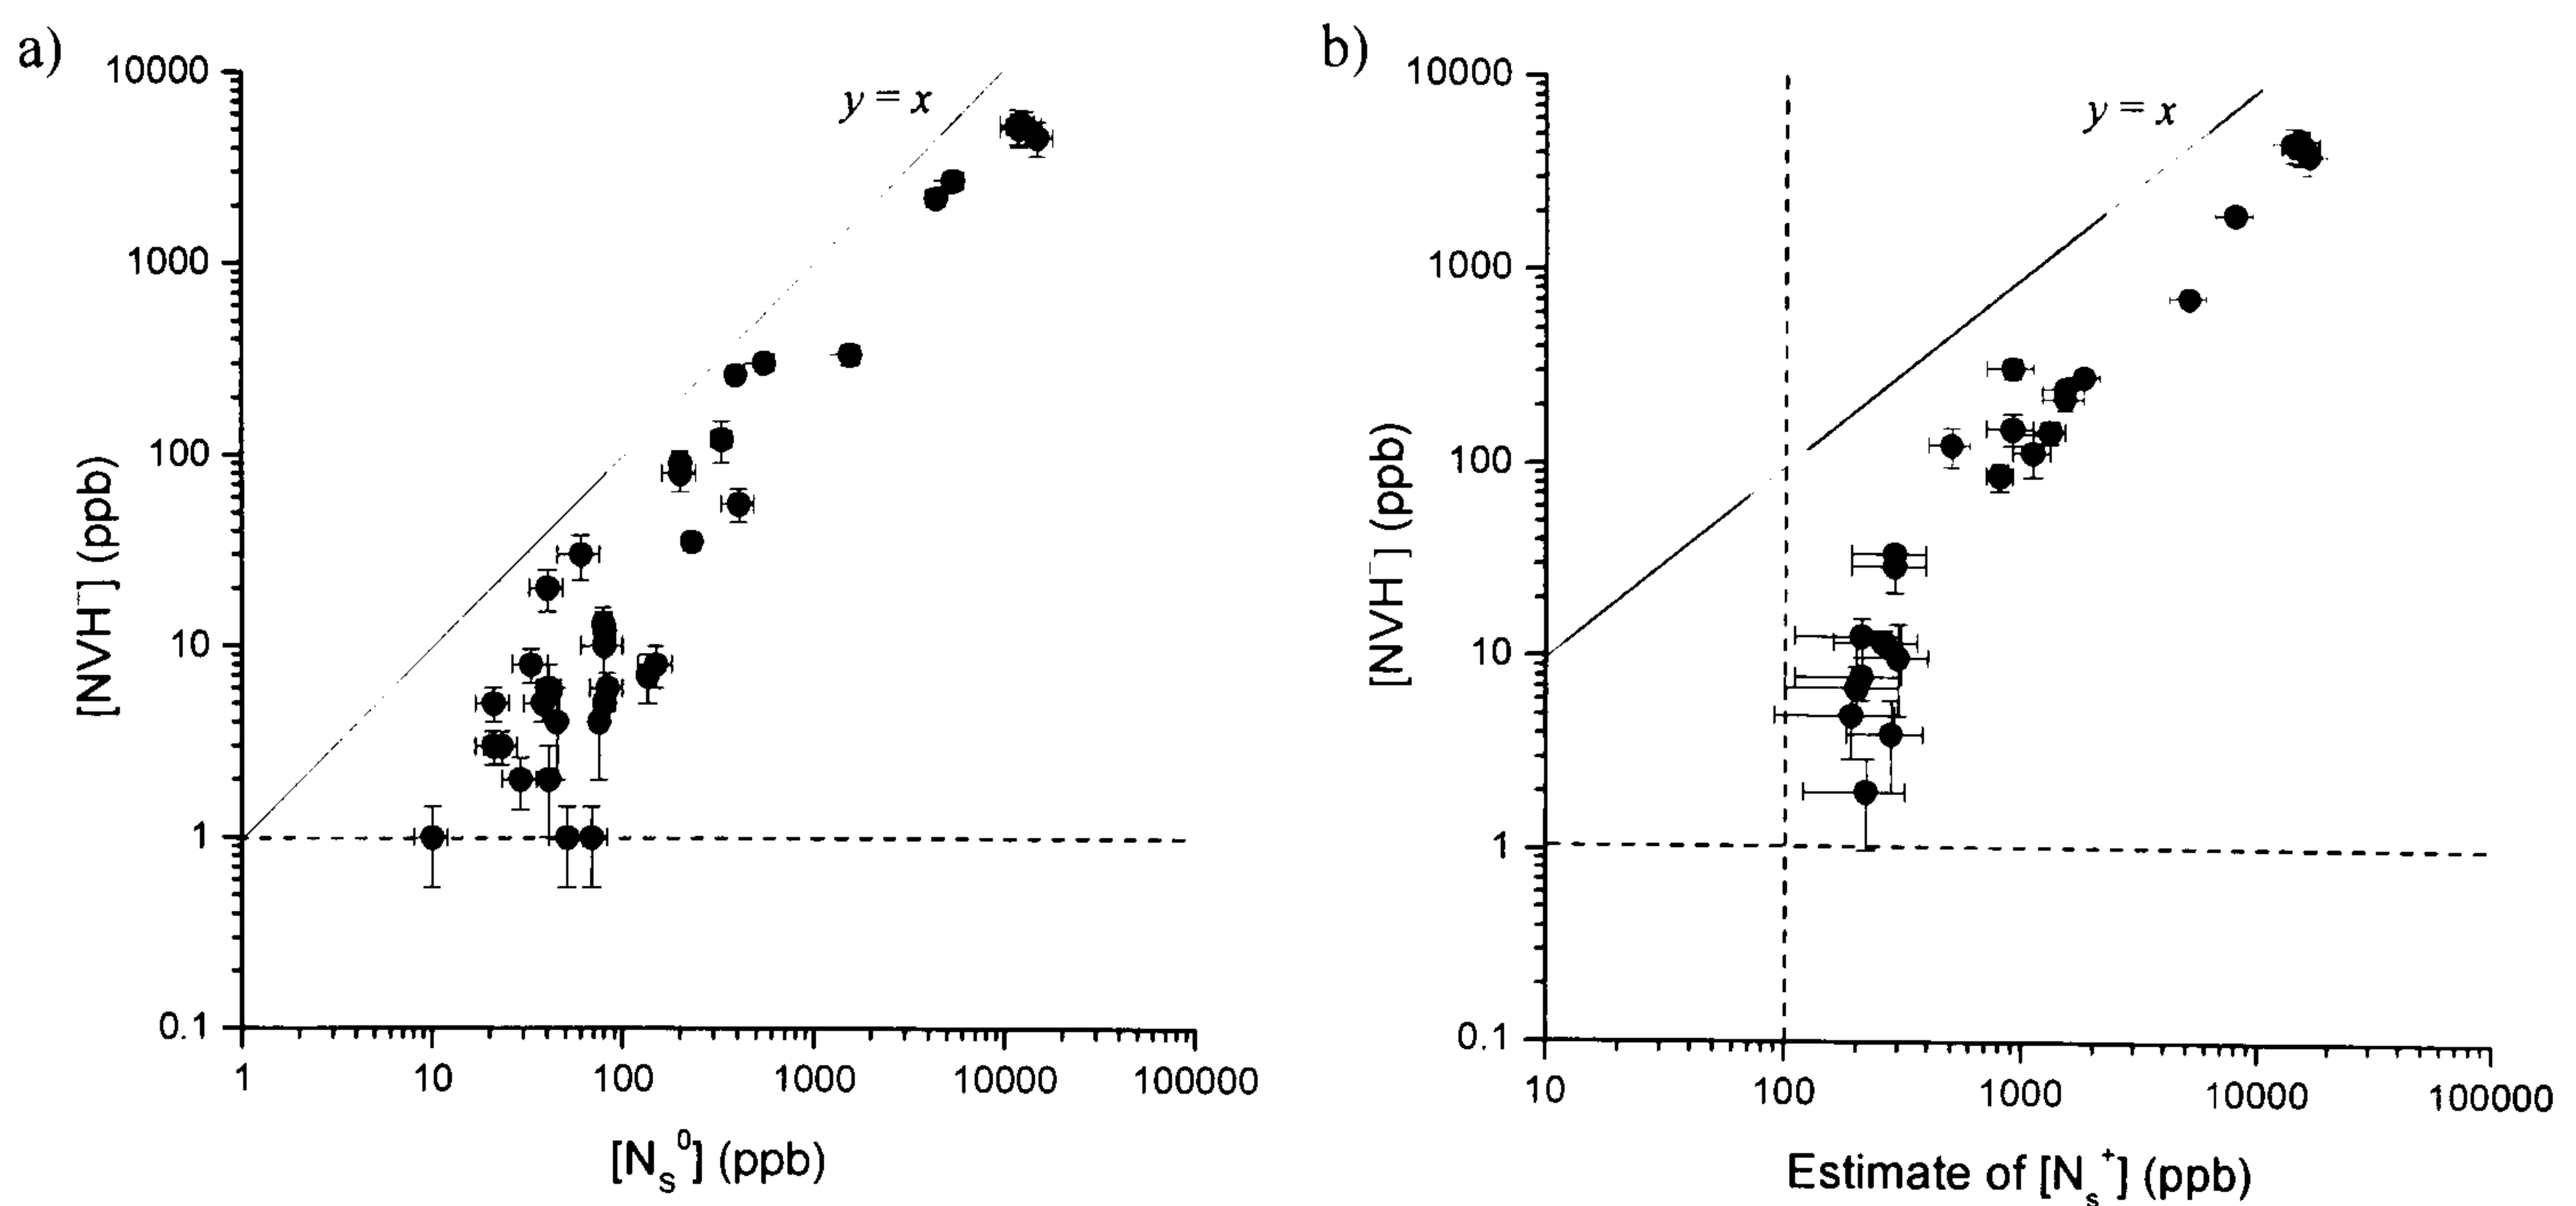 a)
10000
1000
100
10
1
0.1
[NVH⁻] (ppb)
y = x
1 10 100 1000 10000 100000
[Nₛ⁰] (ppb)
b)
10000
1000
100
10
1
0.1
[NVH⁻] (ppb)
y = x
10 100 1000 10000 100000
Estimate of [Nₛ⁺] (ppb)